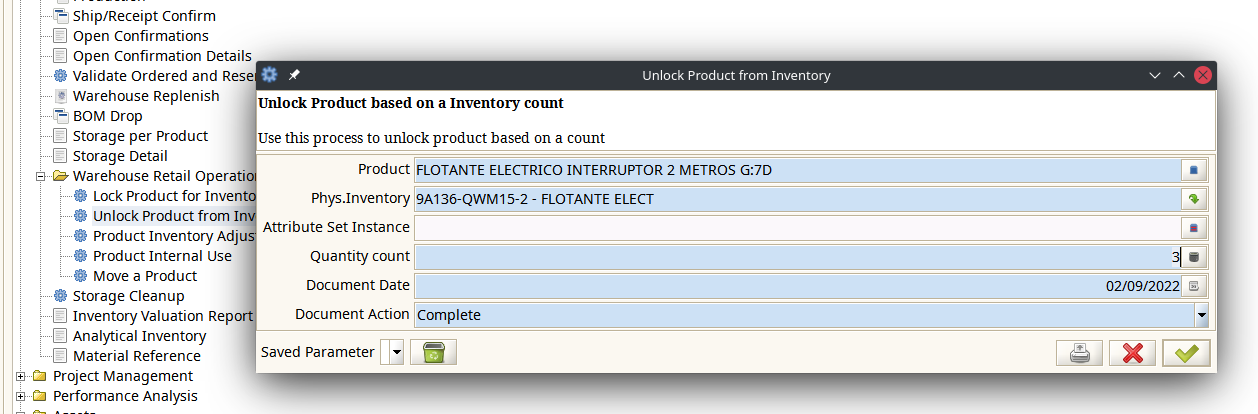 Ship/Receipt Confirm
Open Confirmations
Open Confirmation Details
Validate Ordered and Rese
Warehouse Replenish
BOM Drop
Storage per Product
Storage Detail
Warehouse Retail Operatio
Lock Product for Invento
Unlock Product from Inv
Product Inventory Adjus
Product Internal Use
Move a Product
Storage Cleanup
Inventory Valuation Report
Analytical Inventory
Material Reference
Project Management
Performance Analysis
Unlock Product from Inventory
Unlock Product based on a Inventory count
Use this process to unlock product based on a count
Product FLOTANTE ELECTRICO INTERRUPTOR 2 METROS G:7D
Phys.Inventory 9A136-QWM15-2 - FLOTANTE ELECT
Attribute Set Instance
Quantity count 3
Document Date 02/09/2022
Document Action Complete
Saved Parameter